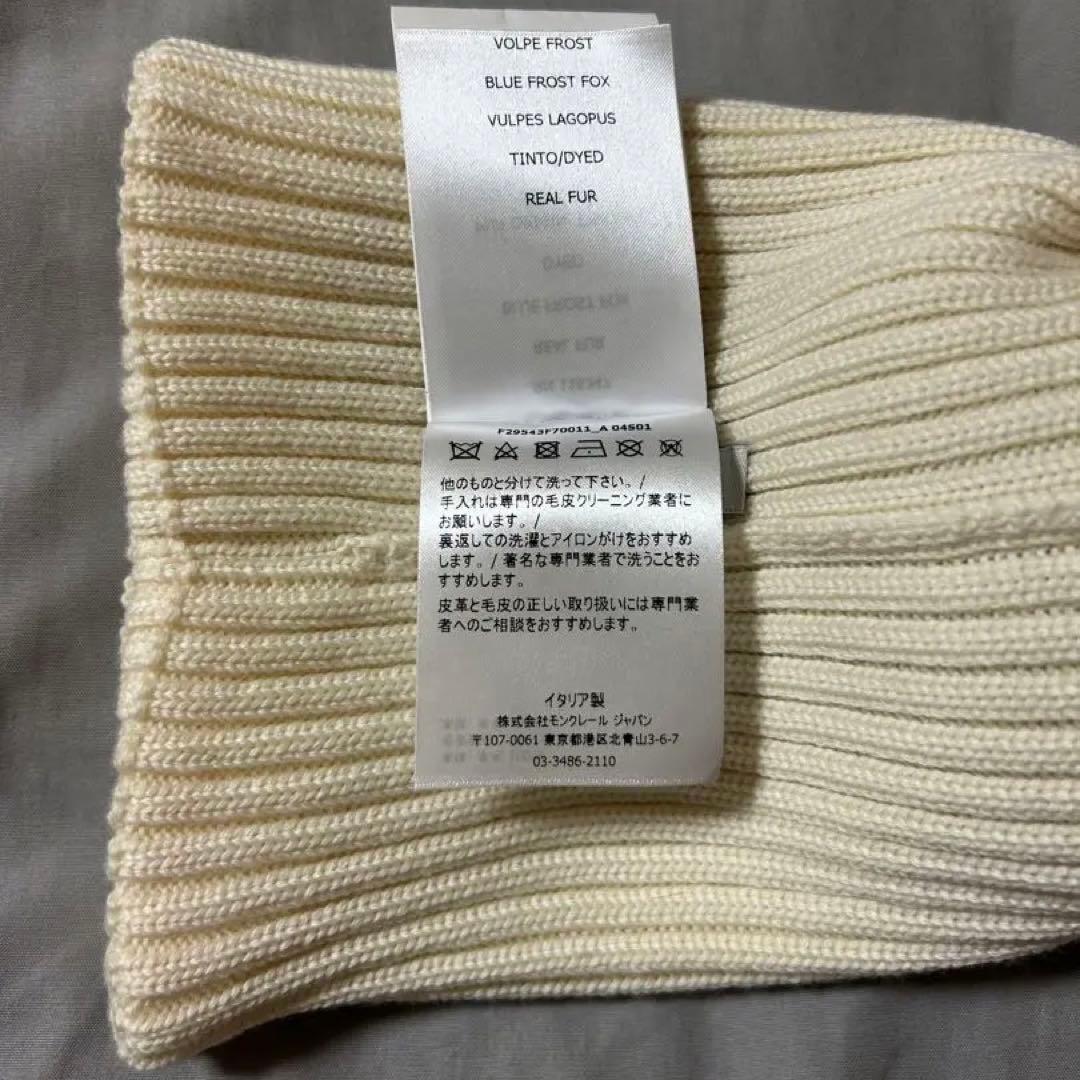 VOLPE FROST
BLUE FROST FOX
VULPES LAGOPUS
TINTO/DYED
REAL FUR
F29543F70011_A 04S01
他のものと分けて洗って下さい。/
手入れは専門の毛皮クリーニング業者に
お願いします。/
裏返しての洗濯とアイロンがけをおすすめ
します。/ 著名な専門業者で洗うことをお
すすめします。
皮革と毛皮の正しい取り扱いには専門業
者へのご相談をおすすめします。
イタリア製
株式会社モンクレール ジャパン
〒107-0061 東京都港区北青山3-6-7
03-3486-2110